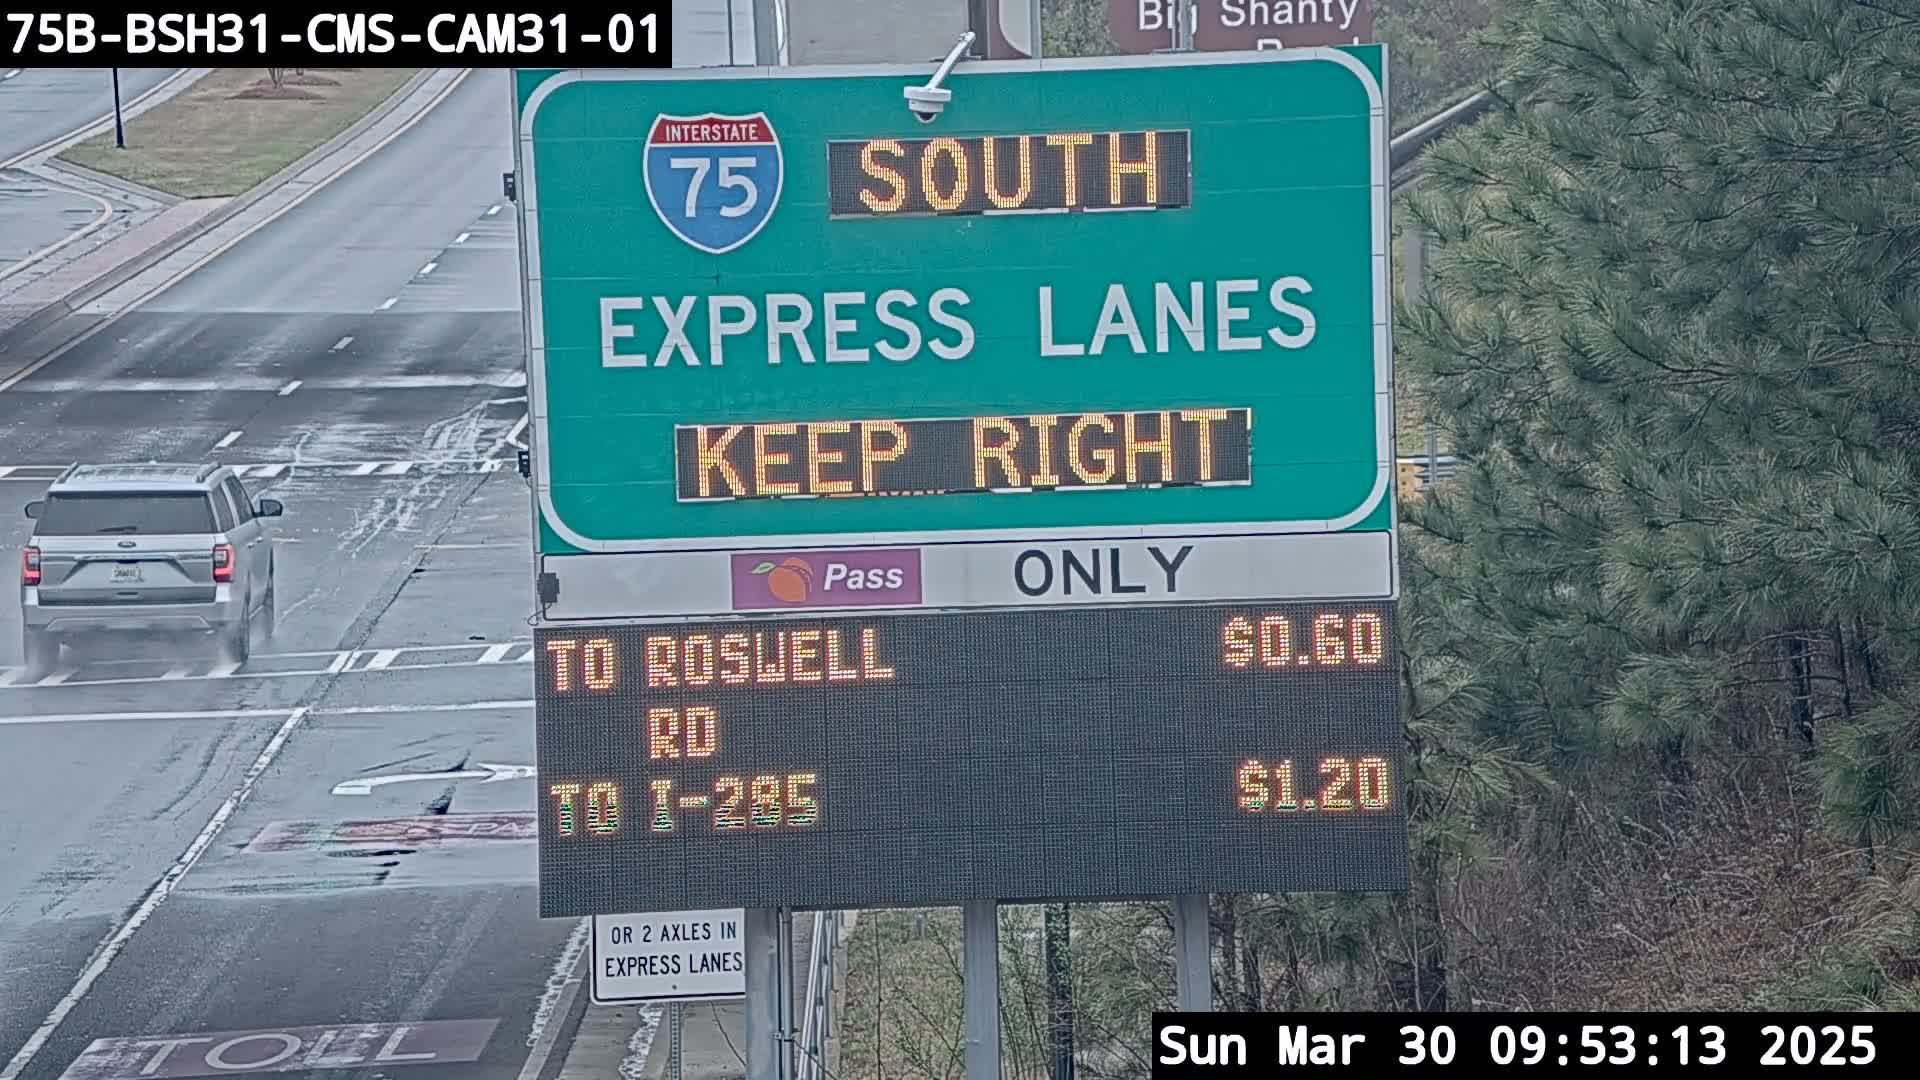 75B-BSH31-CMS-CAM31-01
Big Shanty
INTERSTATE
75
SOUTH
EXPRESS LANES
KEEP RIGHT
Pass
ONLY
TO ROSWELL $0.60
RD
TO I-285 $1.20
OR 2 AXLES IN
EXPRESS LANES
TOLL
Sun Mar 30 09:53:13 2025